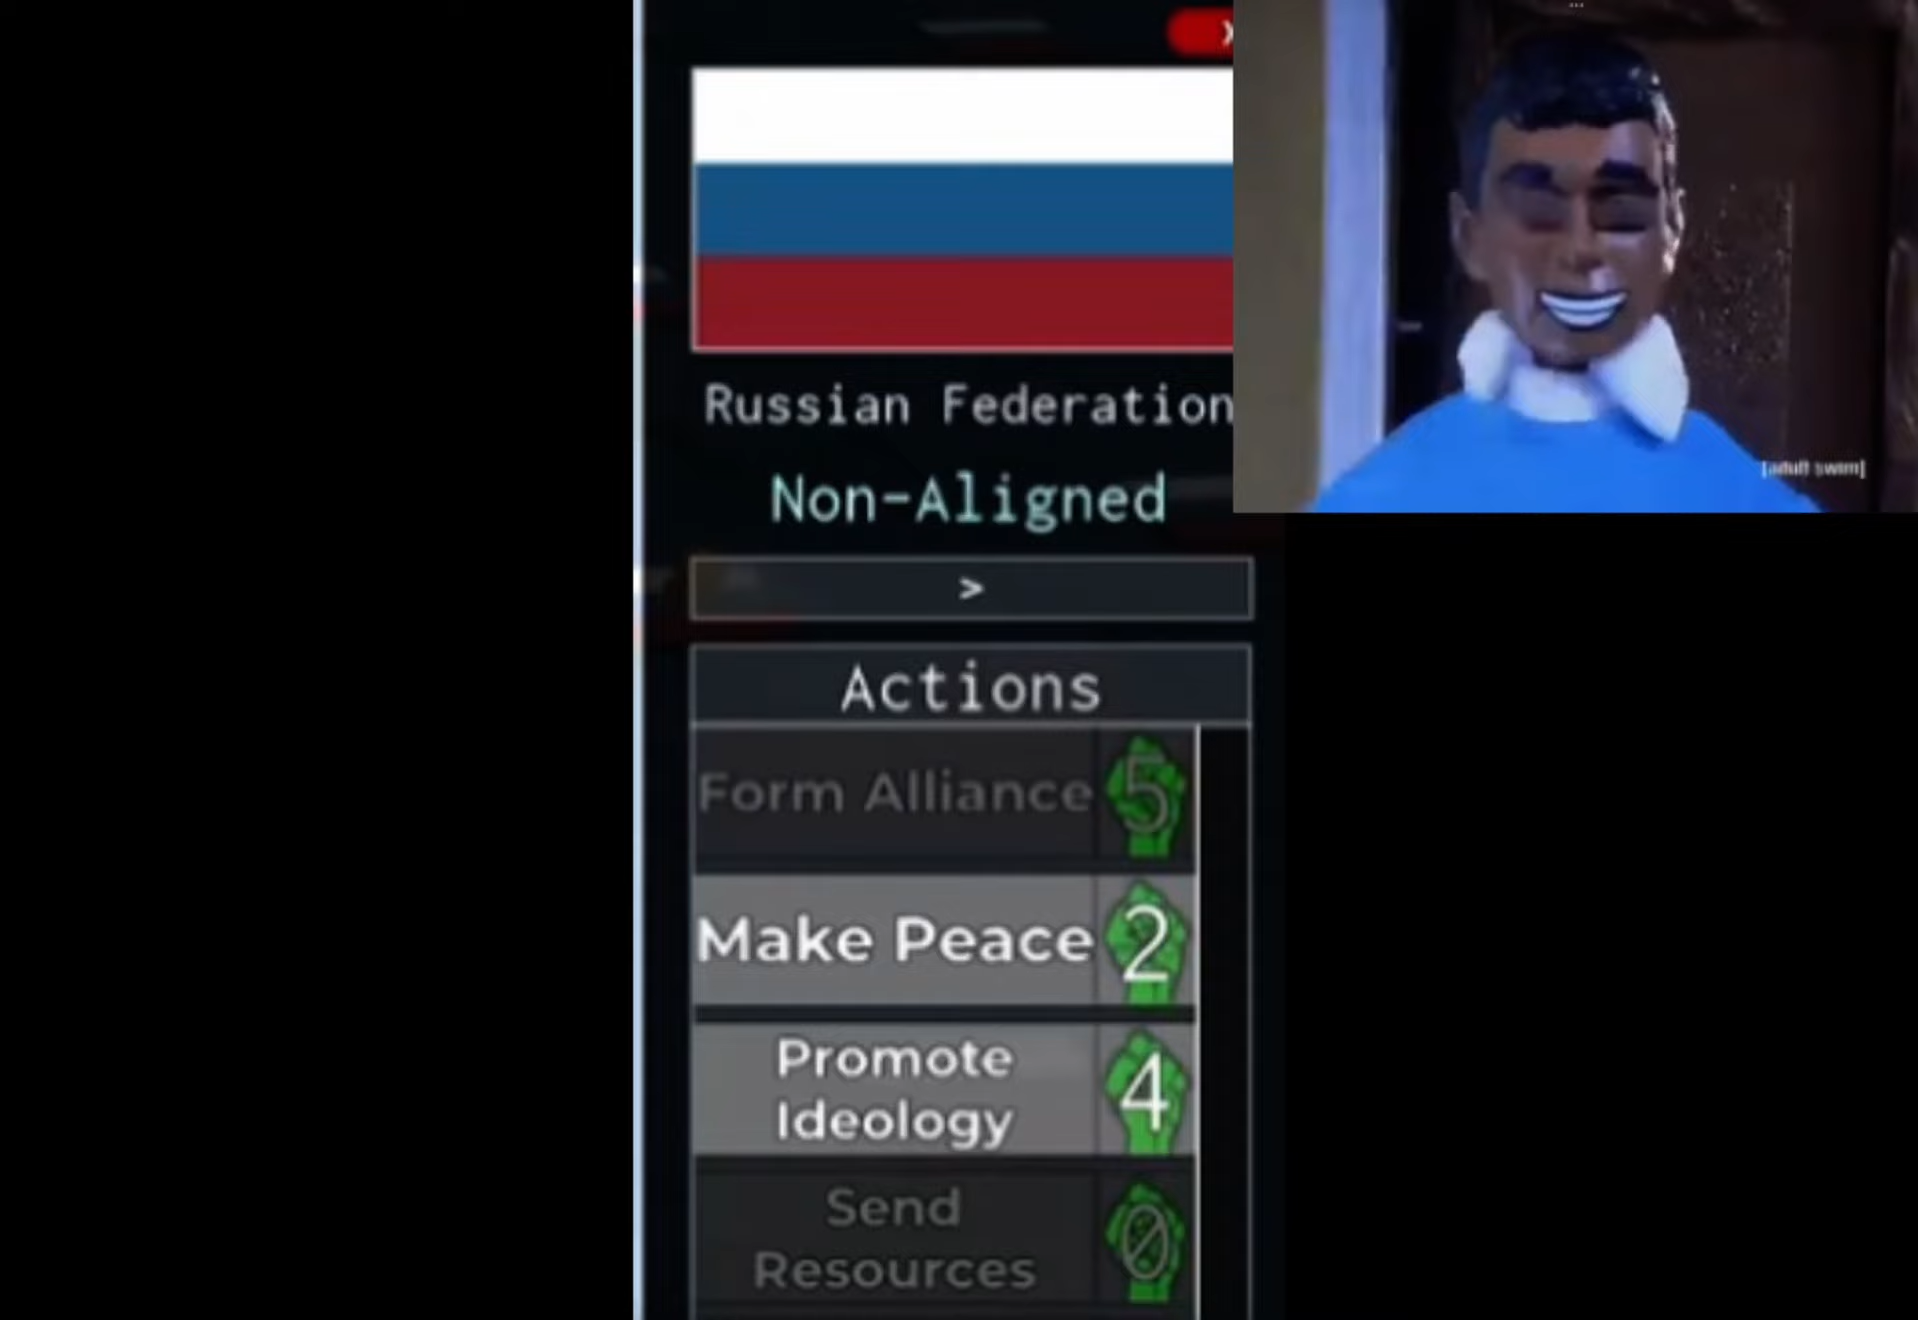 ...
Russian Federation
Non-Aligned
>
Actions
Form Alliance 5
Make Peace 2
Promote
Ideology 4
Send
Resources 0
[adult swim]